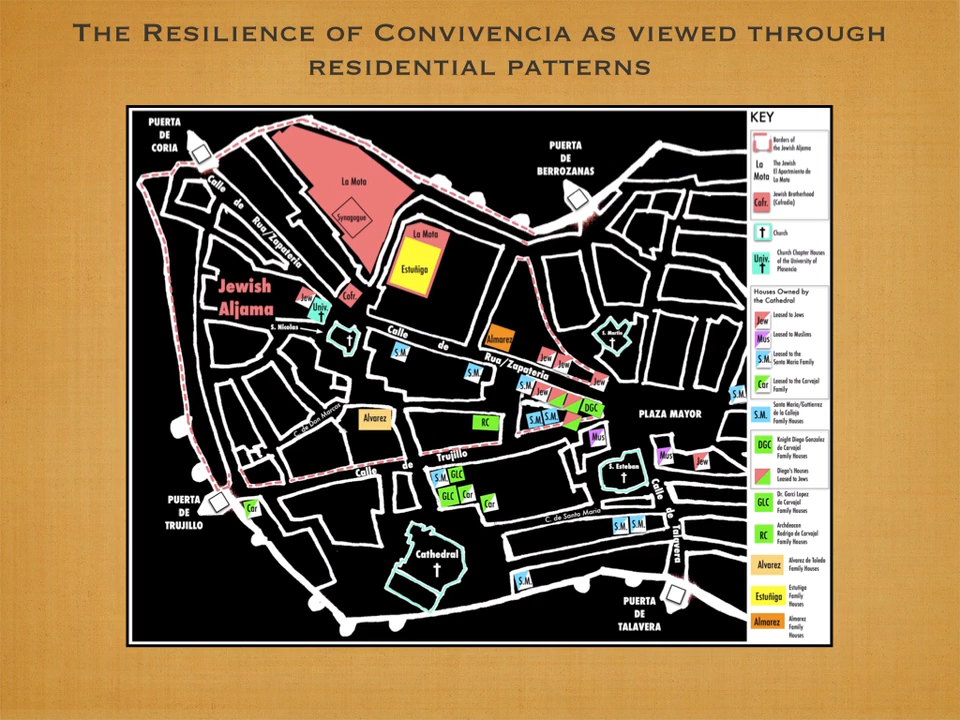 THE RESILIENCE OF CONVIVENCIA AS VIEWED THROUGH
RESIDENTIAL PATTERNS
PUERTA
DE
CORIA
PUERTA
DE
BERROZANAS
La Mota
Synagogue
Calle de Rua/Zapateria
La Mota
Estuñiga
Jewish
Aljama
Jew
Univ.
Cofr.
S. Nicolas
Calle de Rua/Zapateria
S.M.
S.M.
Almarez
S. Martin
Jew
Jew
Jew
S.M.
Jew
DGC
S.M.
S.M.
S.M.
PLAZA MAYOR
C. de Don Marcos
Alvarez
RC
Mus
Mus
Jew
Calle de Trujillo
S.M.
GLC
GLC
Car
Car
S. Esteban
Calle de Talavera
PUERTA
DE
TRUJILLO
Car
C. de Santa Maria
S.M.
S.M.
Cathedral
S.M.
PUERTA
DE
TALAVERA
KEY
Borders of
the Jewish Aljama
La
Mota
The Jewish
El Apartmiento de
La Mota
Cofr.
Jewish Brotherhood
(Cofradia)
Church
Univ.
Church Chapter Houses
of the University of
Plasencia
Houses Owned by
the Cathedral
Jew
Leased to Jews
Mus
Leased to Muslims
S.M.
Leased to the
Santa Maria Family
Car
Leased to the Carvajal
Family
S.M.
Santa Maria/Guttierrez
de la Calleja
Family Houses
DGC
Knight Diego Gonzalez
de Carvajal
Family Houses
Diego's Houses
Leased to Jews
GLC
Dr. Garci Lopez
de Carvajal
Family Houses
RC
Archdeacon
Rodrigo de Carvajal
Family Houses
Alvarez
Alvarez de Toledo
Family Houses
Estuñiga
Estuñiga
Family
Houses
Almarez
Almarez
Family
Houses